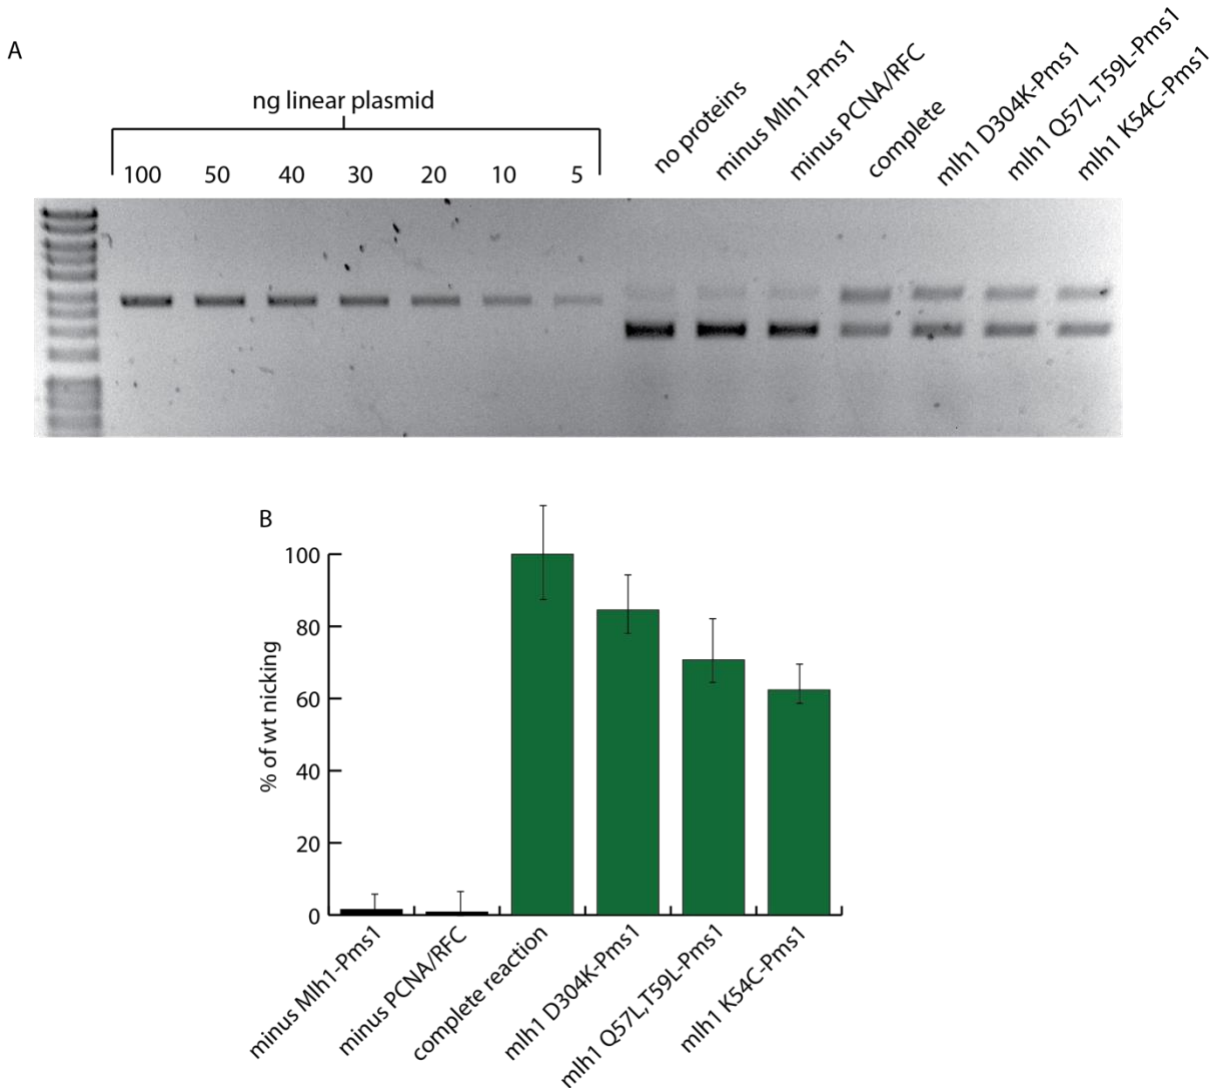 A
ng linear plasmid
100 50 40 30 20 10 5
no proteins
minus Mlh1-Pms1
minus PCNA/RFC
complete
mlh1 D304K-Pms1
mlh1 Q57L,T59L-Pms1
mlh1 K54C-Pms1
B
% of wt nicking
100
80
60
40
20
0
minus Mlh1-Pms1
minus PCNA/RFC
complete reaction
mlh1 D304K-Pms1
mlh1 Q57L,T59L-Pms1
mlh1 K54C-Pms1